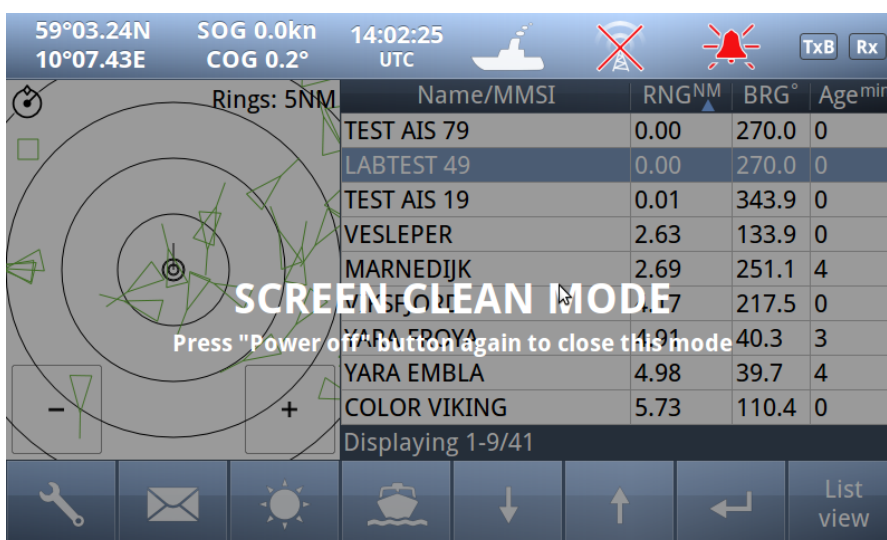 59°03.24N
10°07.43E
SOG 0.0kn
COG 0.2°
14:02:25
UTC
TxB
Rx
Rings: 5NM
Name/MMSI RNG NM BRG° Age min
TEST AIS 79 0.00 270.0 0
LABTEST 49 0.00 270.0 0
TEST AIS 19 0.01 343.9 0
VESLEPER 2.63 133.9 0
MARNEDIJK 2.69 251.1 4
217.5 0
SCREEN CLEAN MODE
YARA FROYA 4.91 40.3 3
Press "Power off" button again to close this mode
YARA EMBLA 4.98 39.7 4
COLOR VIKING 5.73 110.4 0
Displaying 1-9/41
-
+
List
view